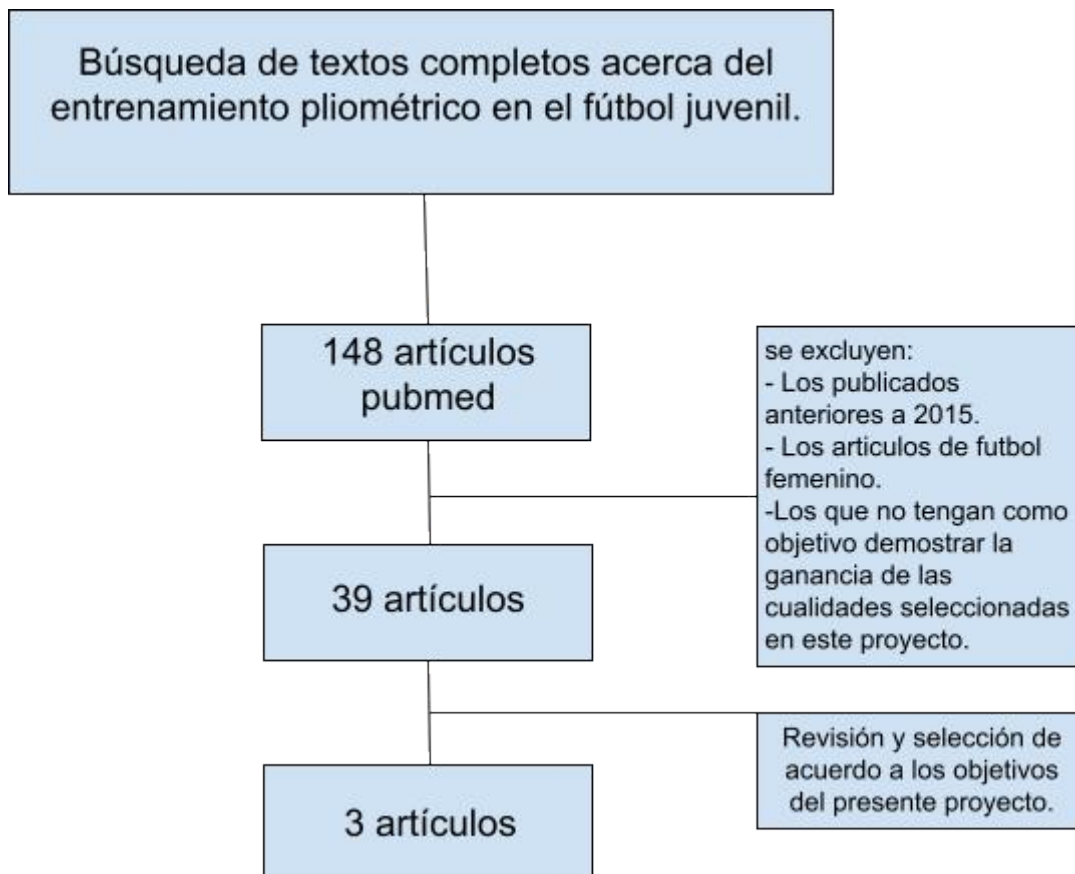 Búsqueda de textos completos acerca del
entrenamiento pliométrico en el fútbol juvenil.
148 artículos
pubmed
se excluyen:
- Los publicados
anteriores a 2015.
- Los articulos de futbol
femenino.
-Los que no tengan como
objetivo demostrar la
ganancia de las
cualidades seleccionadas
en este proyecto.
39 artículos
Revisión y selección de
acuerdo a los objetivos
del presente proyecto.
3 artículos